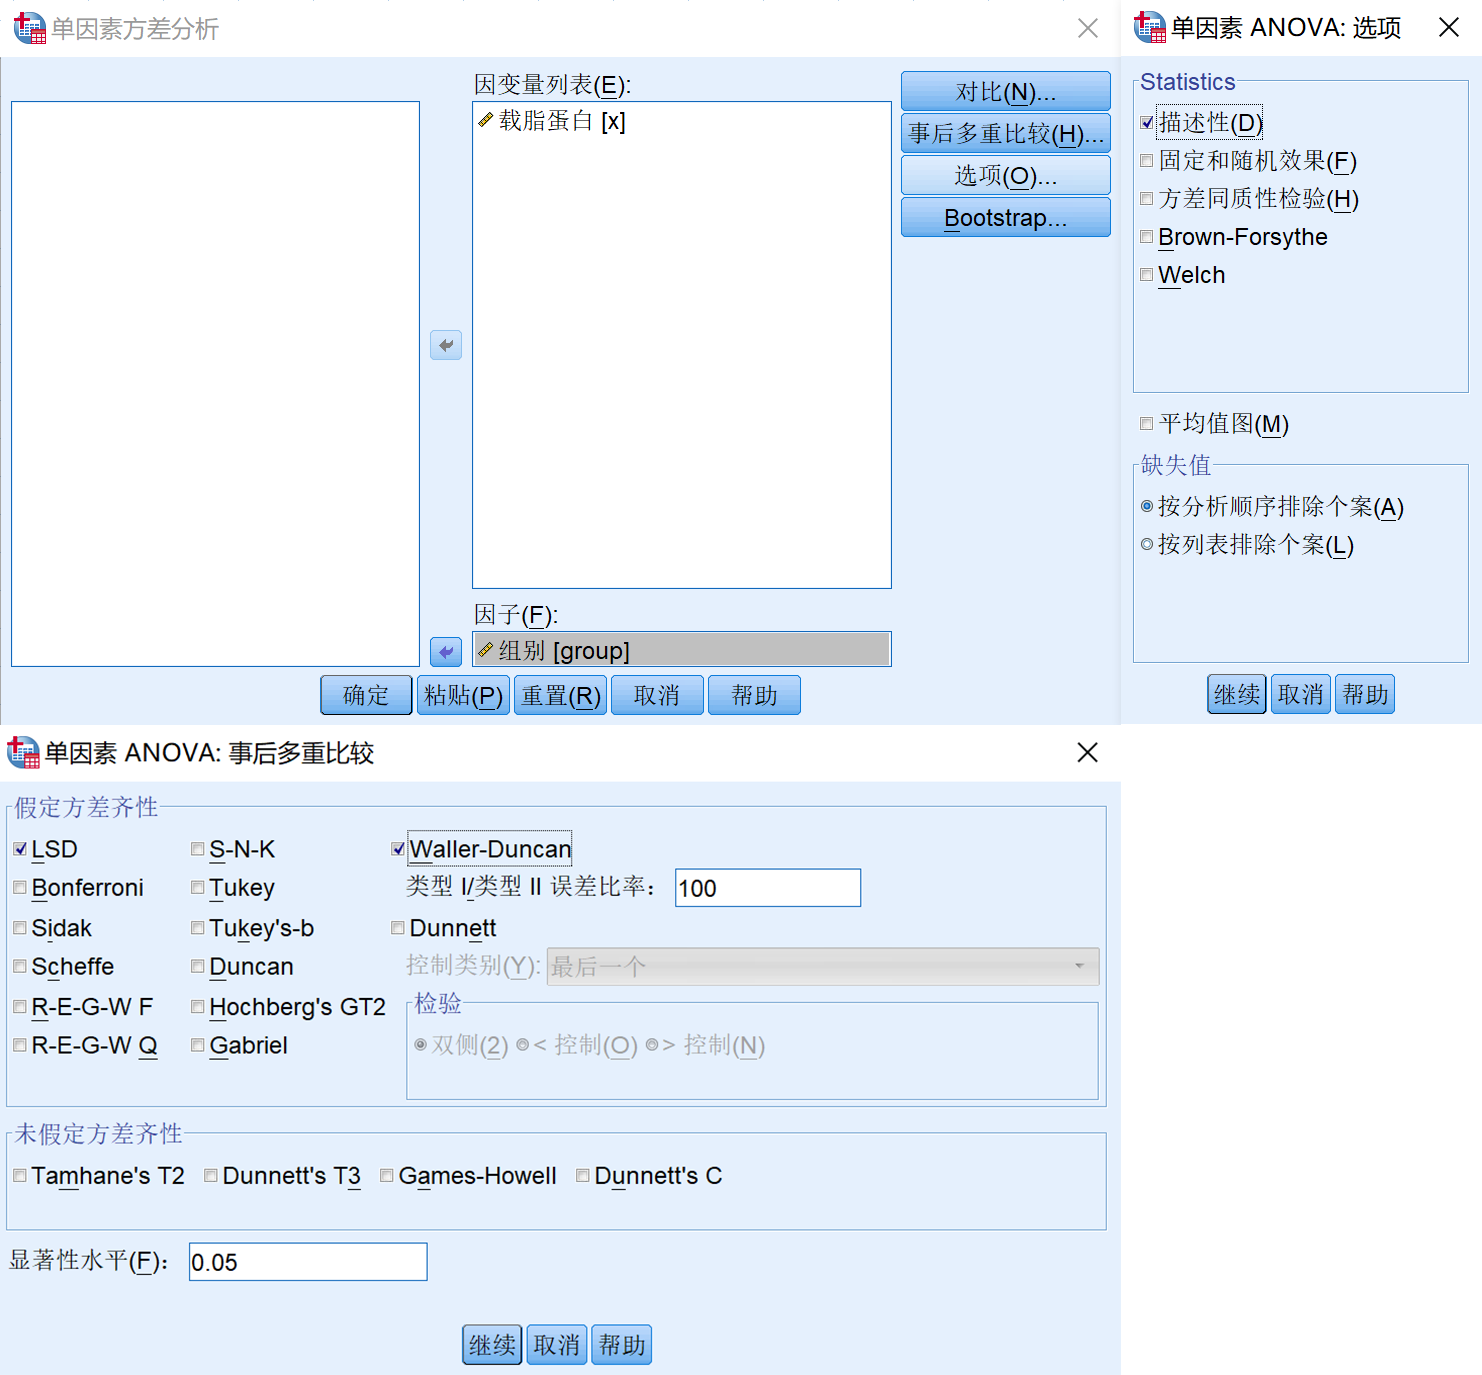 单因素方差分析
因变量列表(E):
载脂蛋白 [x]
对比(N)...
事后多重比较(H)...
选项(O)...
Bootstrap...
因子(F):
组别 [group]
确定 粘贴(P) 重置(R) 取消 帮助
单因素 ANOVA: 选项
Statistics
描述性(D)
固定和随机效果(F)
方差同质性检验(H)
Brown-Forsythe
Welch
平均值图(M)
缺失值
按分析顺序排除个案(A)
按列表排除个案(L)
继续 取消 帮助
单因素 ANOVA: 事后多重比较
假定方差齐性
LSD S-N-K Waller-Duncan
Bonferroni Tukey 类型 I/类型 II 误差比率： 100
Sidak Tukey's-b Dunnett
Scheffe Duncan 控制类别(Y): 最后一个
R-E-G-W F Hochberg's GT2 检验
R-E-G-W Q Gabriel 双侧(2) < 控制(O) > 控制(N)
未假定方差齐性
Tamhane's T2 Dunnett's T3 Games-Howell Dunnett's C
显著性水平(F)： 0.05
继续 取消 帮助